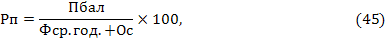 Рп = Пбал / Фср.год. +Ос × 100, (45)